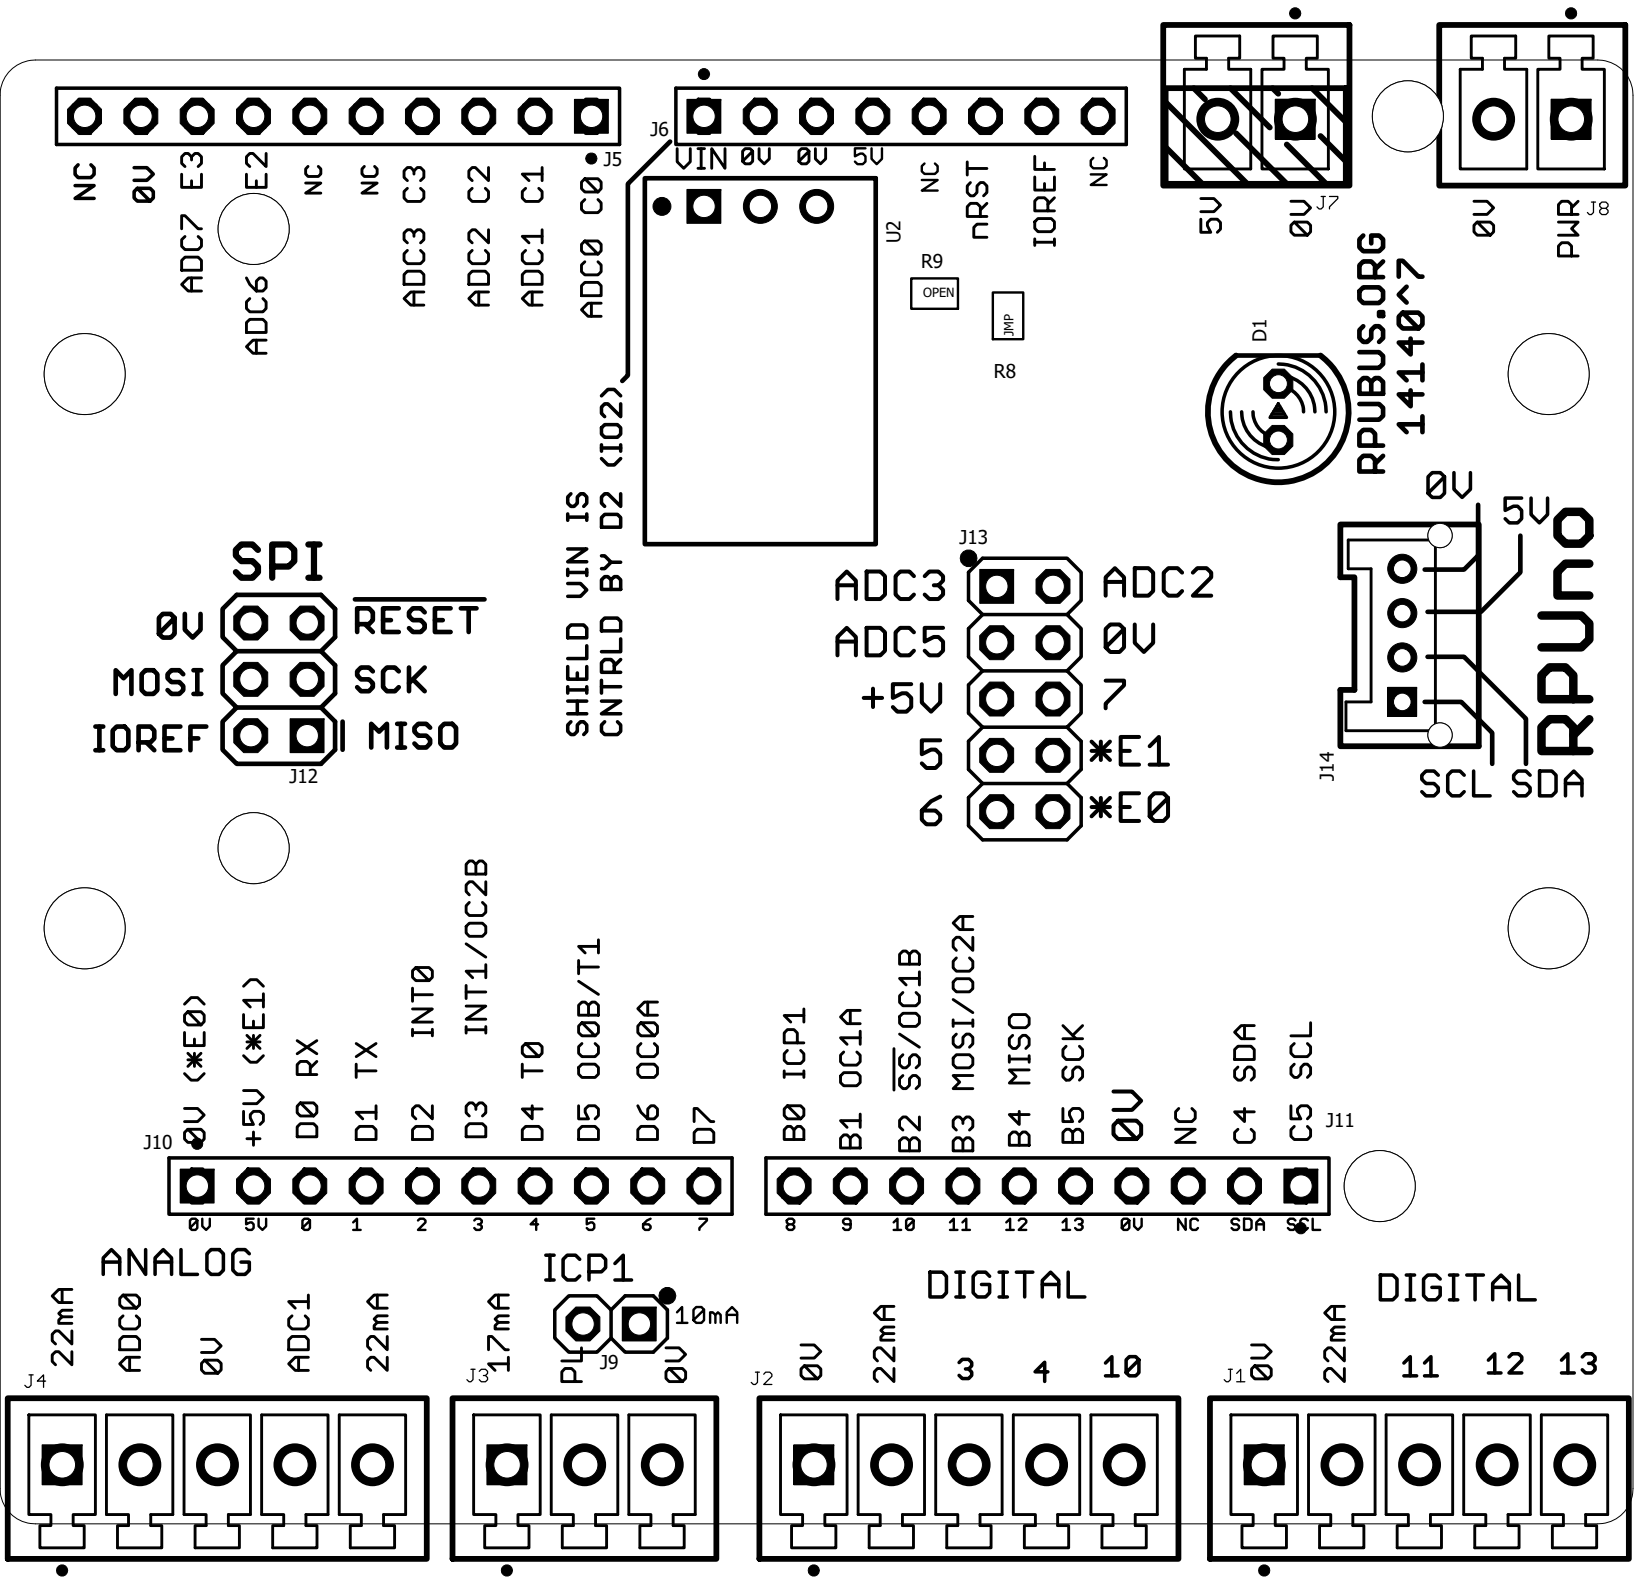 J6
J5
VIN
0V
0V
5V
NC
nRST
IOREF
NC
NC
0V
ADC7 E3
ADC6
E2
NC
NC
ADC3 C3
ADC2 C2
ADC1 C1
ADC0 C0
5V
0V
J7
0V
PWR
J8
U2
R9
OPEN
JMP
R8
D1
RPUBUS.ORG
14140^7
SHIELD VIN IS
CNTRLD BY D2 (IO2)
0V
5V
RPUno
J14
SCL
SDA
SPI
0V
RESET
MOSI
SCK
IOREF
MISO
J12
J13
ADC3
ADC2
ADC5
0V
+5V
7
5
*E1
6
*E0
J10
0V (*E0)
+5V (*E1)
D0 RX
D1 TX
D2 INT0
D3 INT1/OC2B
D4 T0
D5 OC0B/T1
D6 OC0A
D7
B0 ICP1
B1 OC1A
B2 SS/OC1B
B3 MOSI/OC2A
B4 MISO
B5 SCK
0V
NC
C4 SDA
C5 SCL
J11
0V 5V 0 1 2 3 4 5 6 7
8 9 10 11 12 13 0V NC SDA SCL
ANALOG
22mA
ADC0
0V
ADC1
22mA
J4
ICP1
17mA
10mA
PL
J9
0V
J3
DIGITAL
J2
0V
22mA
3
4
10
DIGITAL
J1
0V
22mA
11
12
13